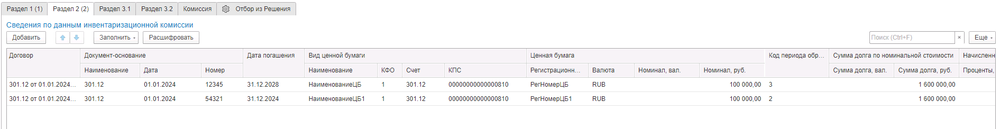 Раздел 1 (1) Раздел 2 (2) Раздел 3.1 Раздел 3.2 Комиссия Отбор из Решения
Сведения по данным инвентаризационной комиссии
Добавить Заполнить Расшифровать Поиск (Ctrl+F) × Еще
Договор Документ-основание Дата погашения Вид ценной бумаги Ценная бумага Код периода обр... Сумма долга по номинальной стоимости Начисленн
Наименование Дата Номер Наименование КФО Счет КПС Регистрационн... Валюта Номинал, вал. Номинал, руб. Сумма долга, вал. Сумма долга, руб. Проценты,
301.12 от 01.01.2024... 301.12 01.01.2024 12345 31.12.2028 НаименованиеЦБ 1 301.12 00000000000000810 РегНомерЦБ RUB 100 000,00 3 1 600 000,00
301.12 от 01.01.2024... 301.12 01.01.2024 54321 31.12.2024 НаименованиеЦБ1 1 301.12 00000000000000810 РегНомерЦБ1 RUB 100 000,00 2 1 600 000,00